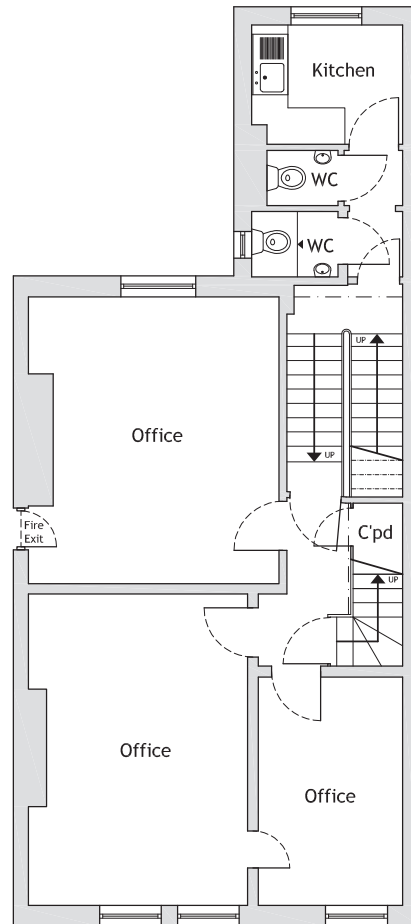 Kitchen
WC
WC
UP
Office
UP
Fire
Exit
C'pd
UP
Office
Office